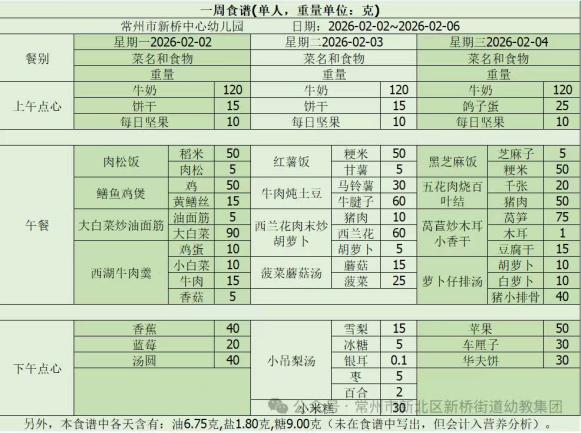 一周食谱(单人，重量单位：克)
常州市新桥中心幼儿园 日期：2026-02-02~2026-02-06
餐别 星期一2026-02-02 星期二2026-02-03 星期三2026-02-04
菜名和食物 菜名和食物 菜名和食物
重量 重量 重量
上午点心 牛奶 120 牛奶 120 牛奶 120
饼干 15 饼干 15 鸽子蛋 25
每日坚果 10 每日坚果 10 每日坚果 10
午餐 肉松饭 稻米 50 红薯饭 粳米 50 黑芝麻饭 芝麻子 5
肉松 5 甘薯 5 粳米 50
鳝鱼鸡煲 鸡 50 牛肉炖土豆 马铃薯 30 五花肉烧百叶结 千张 20
黄鳝丝 15 牛腱子 60 猪肉 50
大白菜炒油面筋 油面筋 5 西兰花肉末炒胡萝卜 猪肉 10 莴苣炒木耳小香干 莴笋 75
大白菜 90 西兰花 60 木耳 1
西湖牛肉羹 鸡蛋 10 胡萝卜 5 豆腐干 15
小白菜 10 菠菜蘑菇汤 蘑菇 15 萝卜仔排汤 胡萝卜 10
牛肉 15 菠菜 25 白萝卜 10
香菇 5 猪小排骨 40
下午点心 香蕉 40 小吊梨汤 雪梨 15 苹果 50
蓝莓 20 冰糖 5 车厘子 30
汤圆 40 银耳 0.1 华夫饼 30
枣 5
百合 2
小米糕 30
公众号·常州市新北区新桥街道幼教集团
另外，本食谱中各天含有：油6.75克,盐1.80克,糖9.00克（未在食谱中写出，但会计入营养分析）。